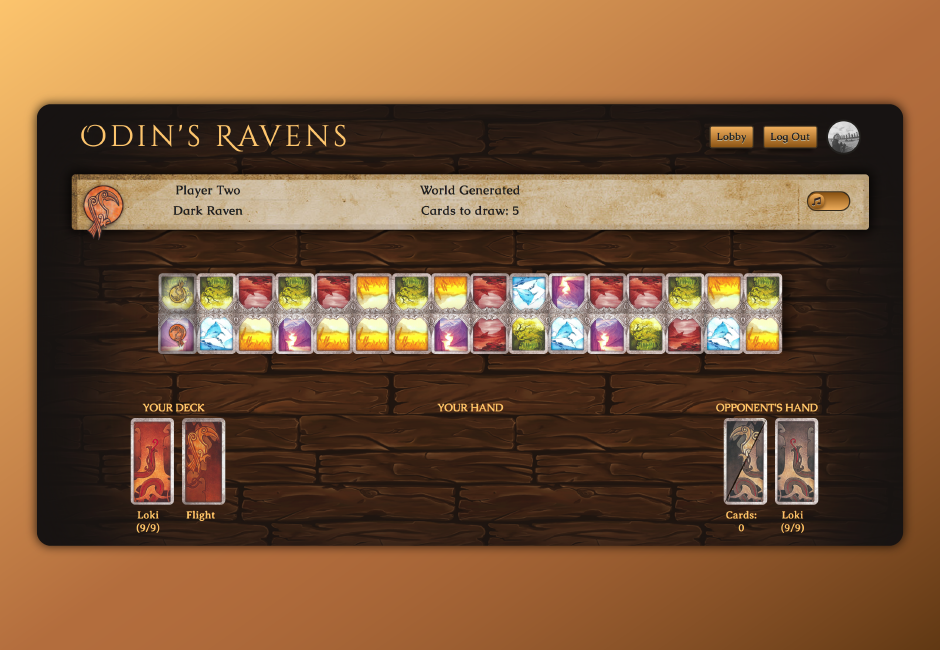 ODIN'S RAVENS
Lobby
Log Out
Player Two
World Generated
Dark Raven
Cards to draw: 5
YOUR DECK
YOUR HAND
OPPONENT'S HAND
Loki
(9/9)
Flight
Cards:
0
Loki
(9/9)